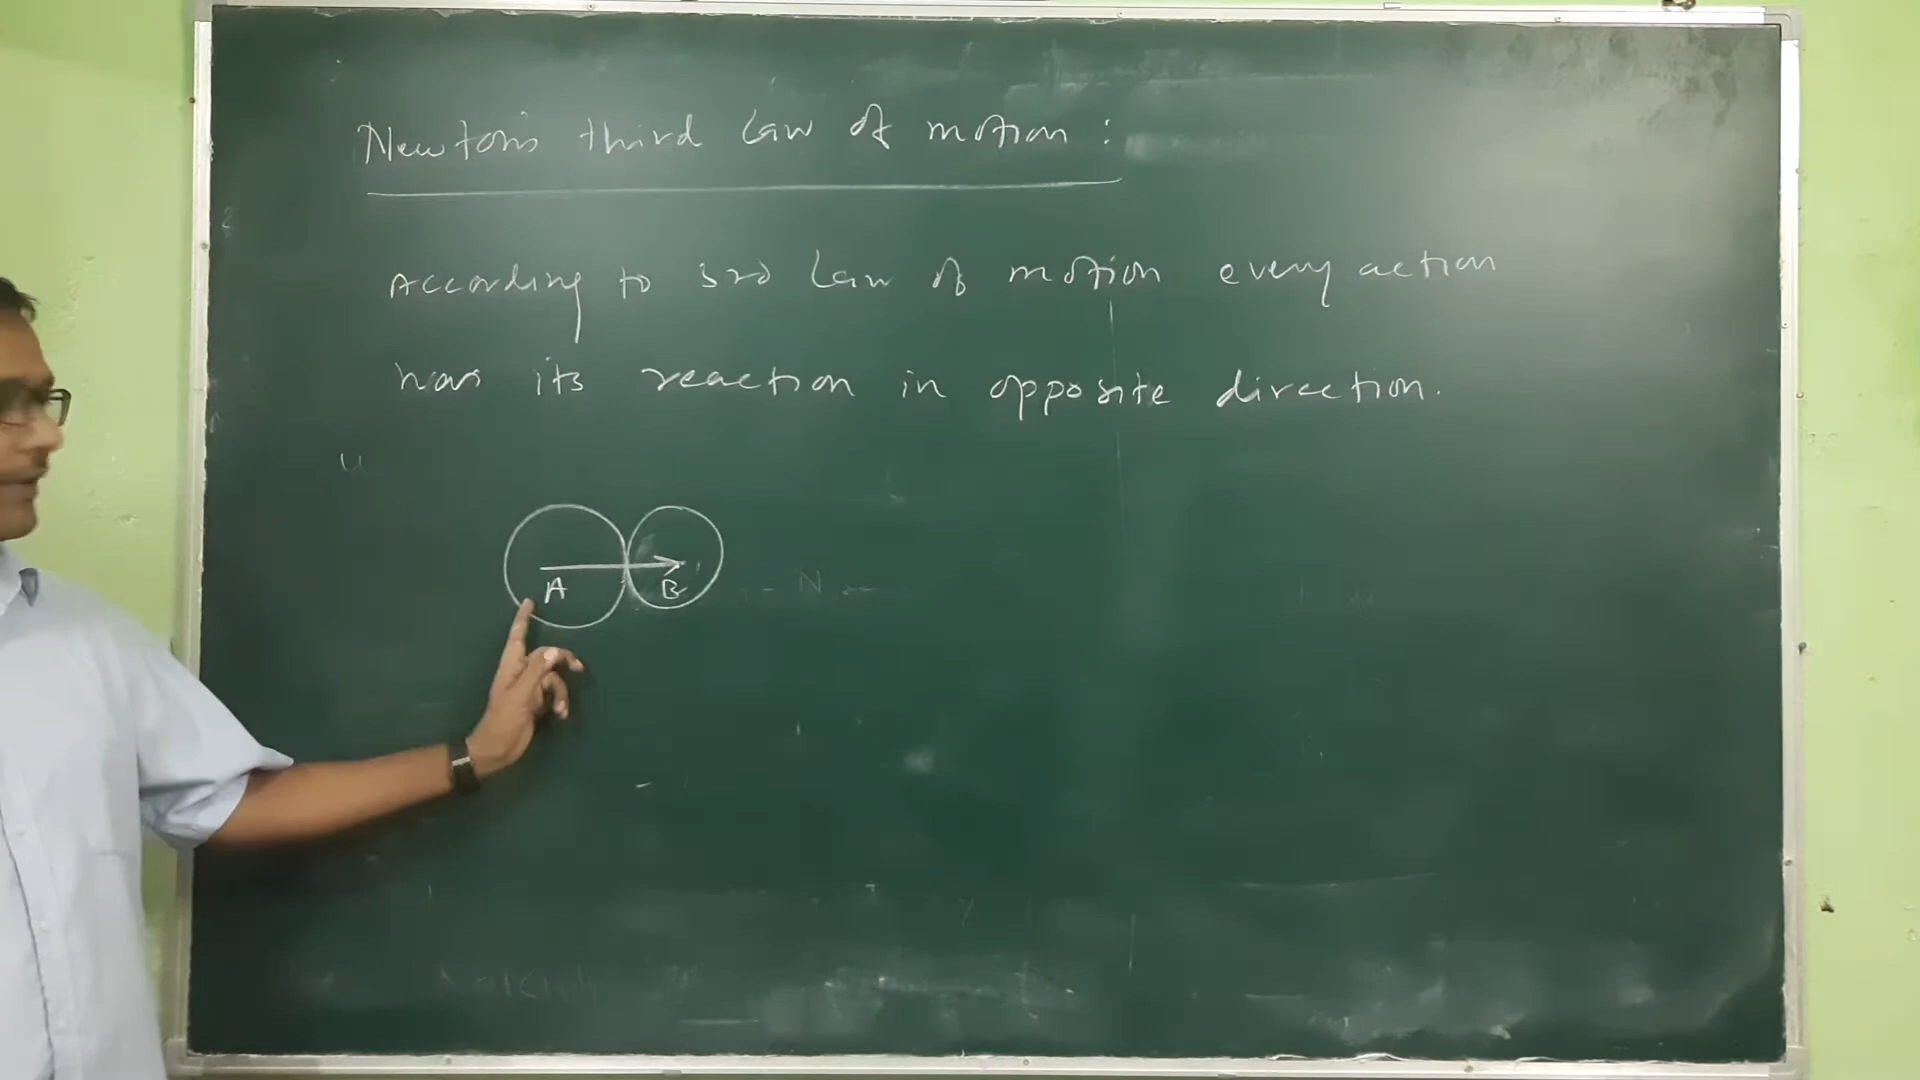 Newton's third law of motion :
According to 3rd law of motion every action
has its reaction in opposite direction.
A B